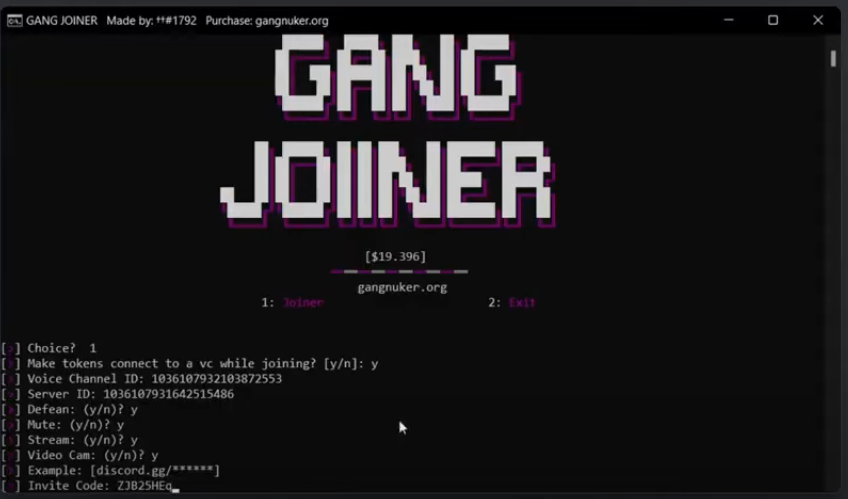 GANG JOINER Made by: ††#1792 Purchase: gangnuker.org
GANG
JOIINER
[$19.396]
gangnuker.org
1: Joiner 2: Exit
[>] Choice? 1
[>] Make tokens connect to a vc while joining? [y/n]: y
[>] Voice Channel ID: 1036107932103872553
[>] Server ID: 1036107931642515486
[>] Defean: (y/n)? y
[>] Mute: (y/n)? y
[>] Stream: (y/n)? y
[>] Video Cam: (y/n)? y
[>] Example: [discord.gg/******]
[>] Invite Code: ZJB25HEq_